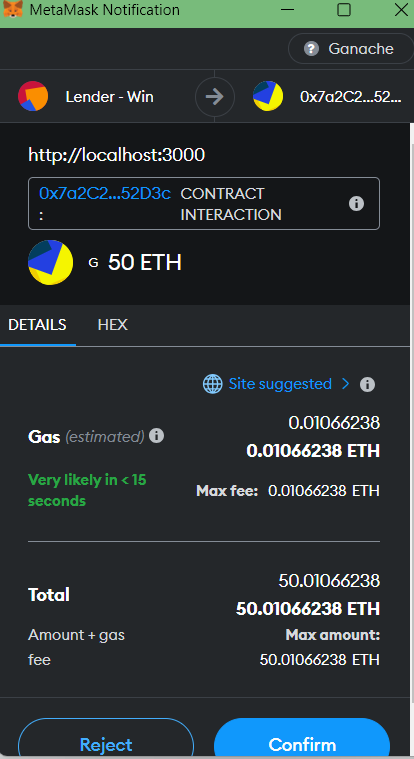 MetaMask Notification
? Ganache
Lender - Win
0x7a2C2...52...
http://localhost:3000
0x7a2C2...52D3c CONTRACT
: INTERACTION
G 50 ETH
DETAILS HEX
Site suggested >
0.01066238
Gas (estimated)
0.01066238 ETH
Very likely in < 15
seconds
Max fee: 0.01066238 ETH
50.01066238
Total
50.01066238 ETH
Amount + gas
fee
Max amount:
50.01066238 ETH
Reject
Confirm